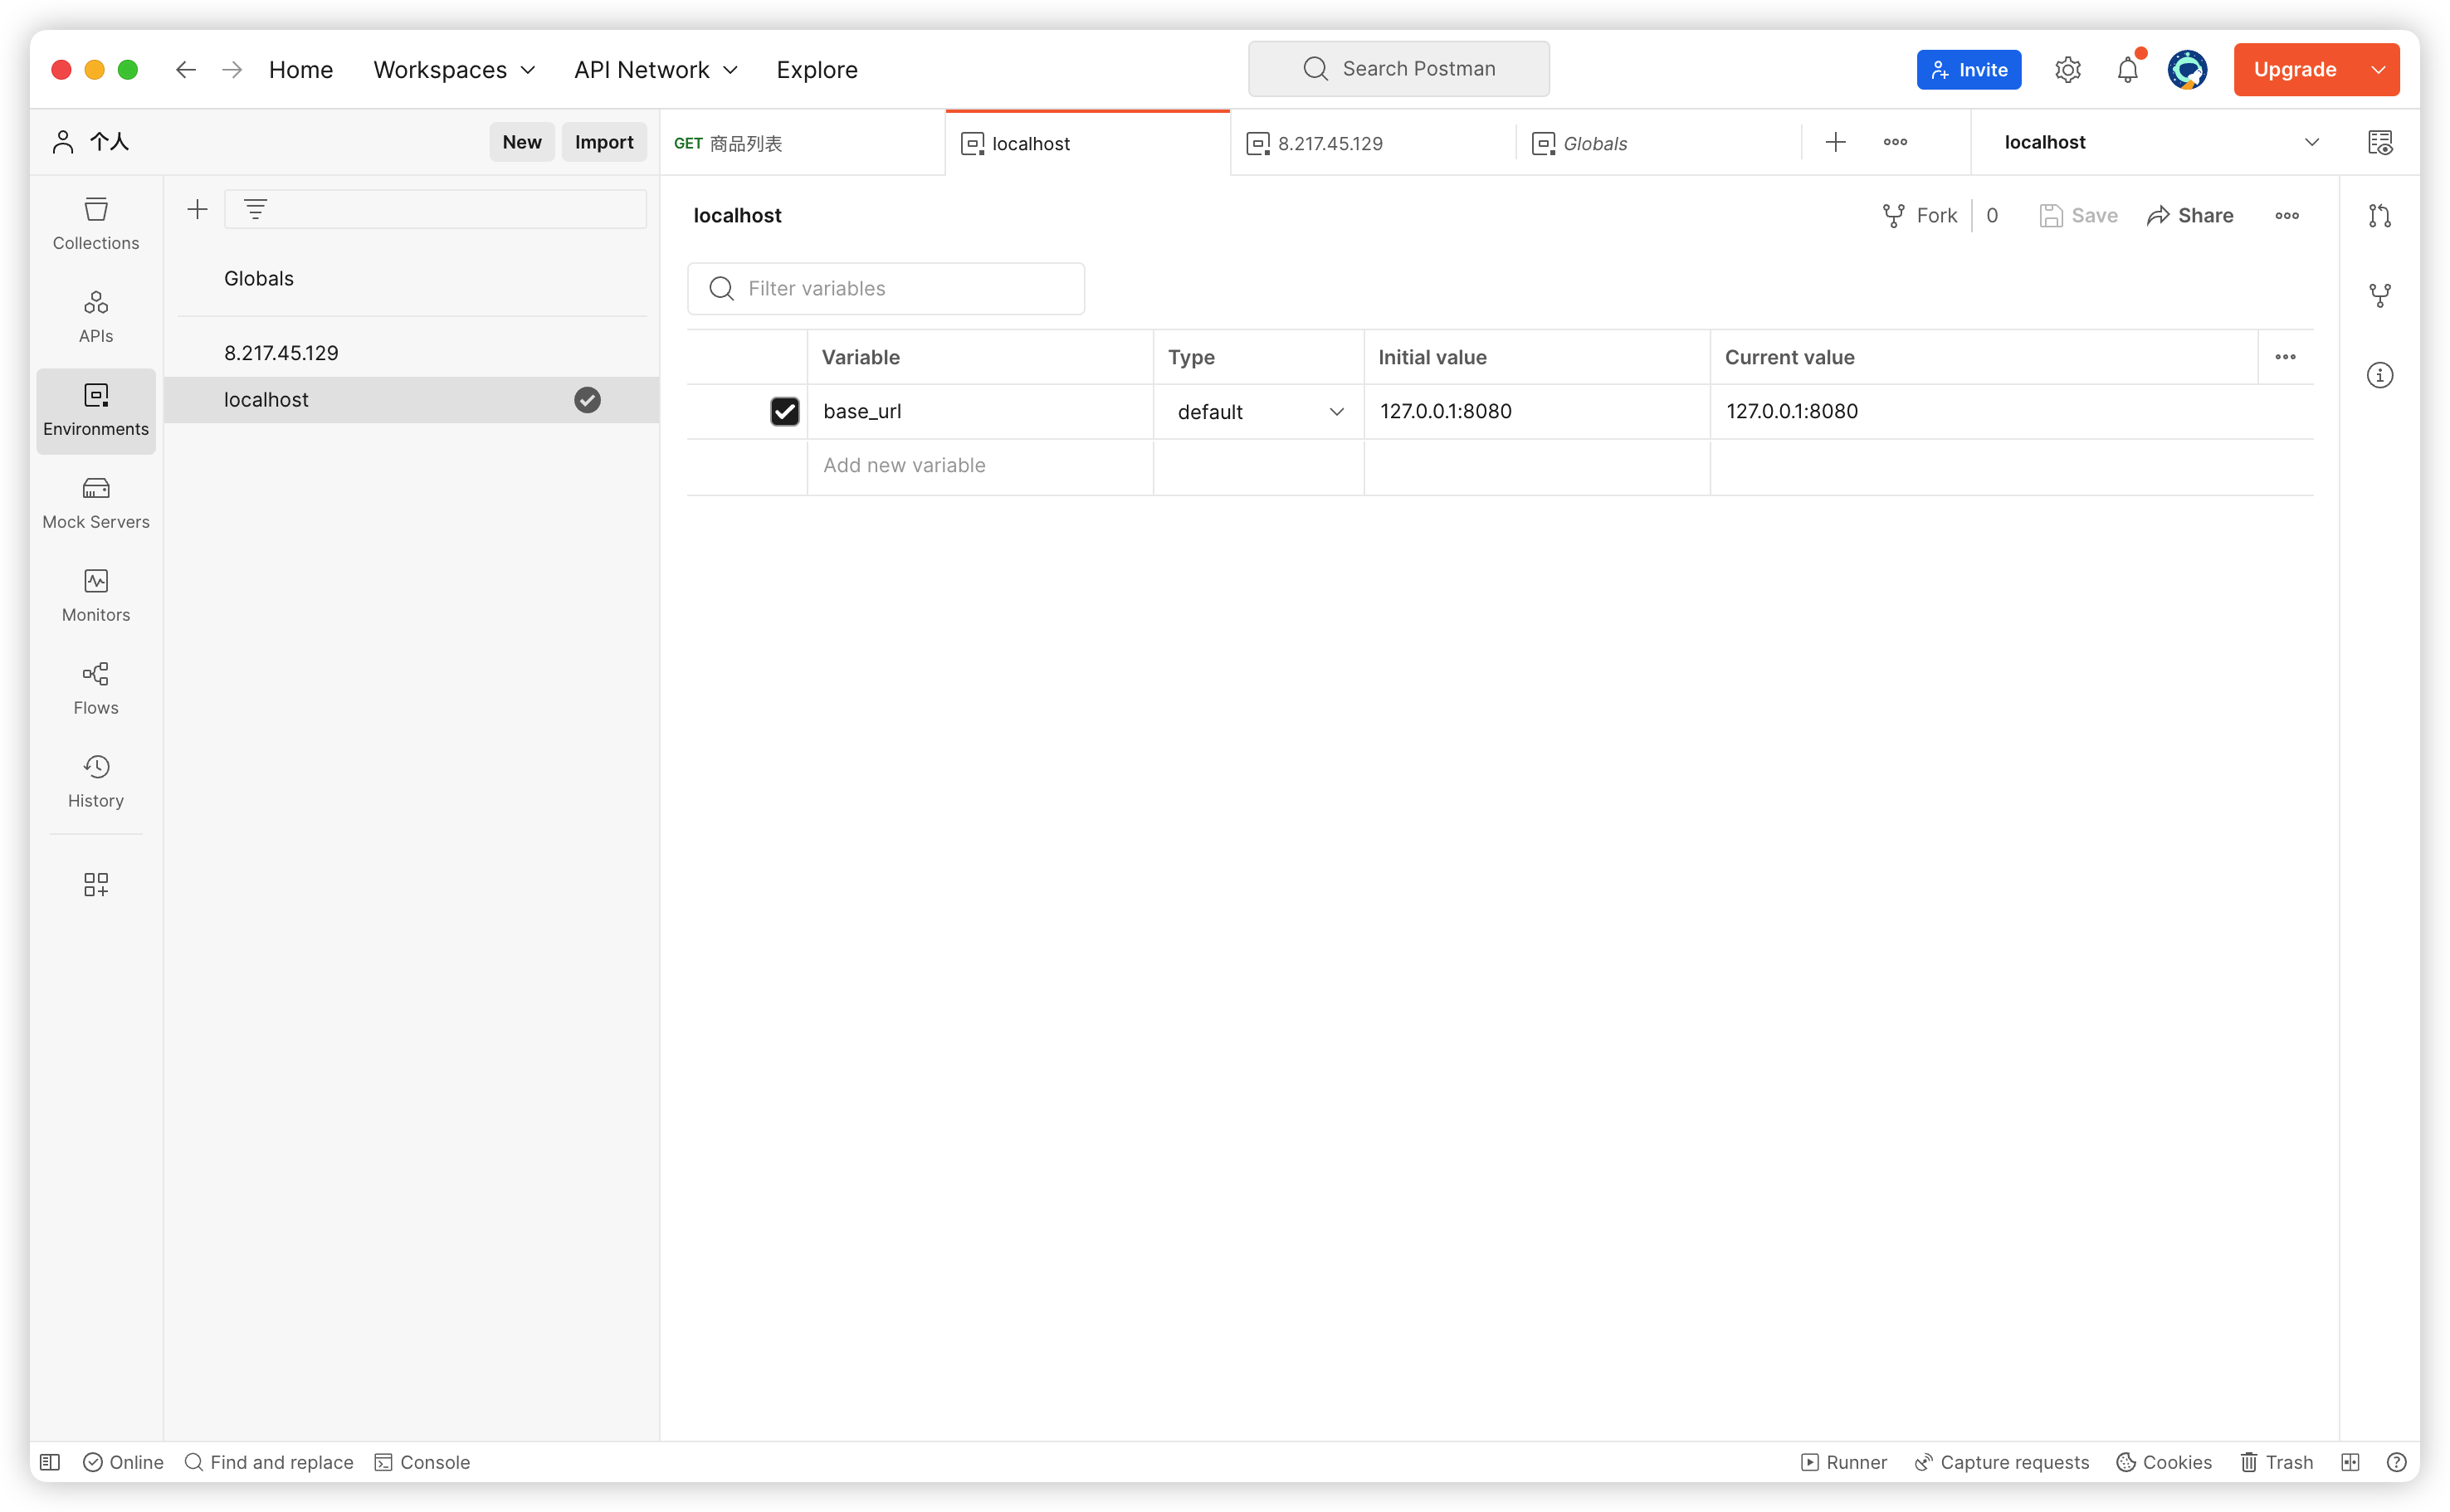 Home Workspaces API Network Explore Search Postman Invite Upgrade
个人 New Import GET 商品列表 localhost 8.217.45.129 Globals localhost
Collections
APIs
Environments
Mock Servers
Monitors
Flows
History
Globals
8.217.45.129
localhost
localhost Fork 0 Save Share
Filter variables
Variable Type Initial value Current value
base_url default 127.0.0.1:8080 127.0.0.1:8080
Add new variable
Online Find and replace Console Runner Capture requests Cookies Trash